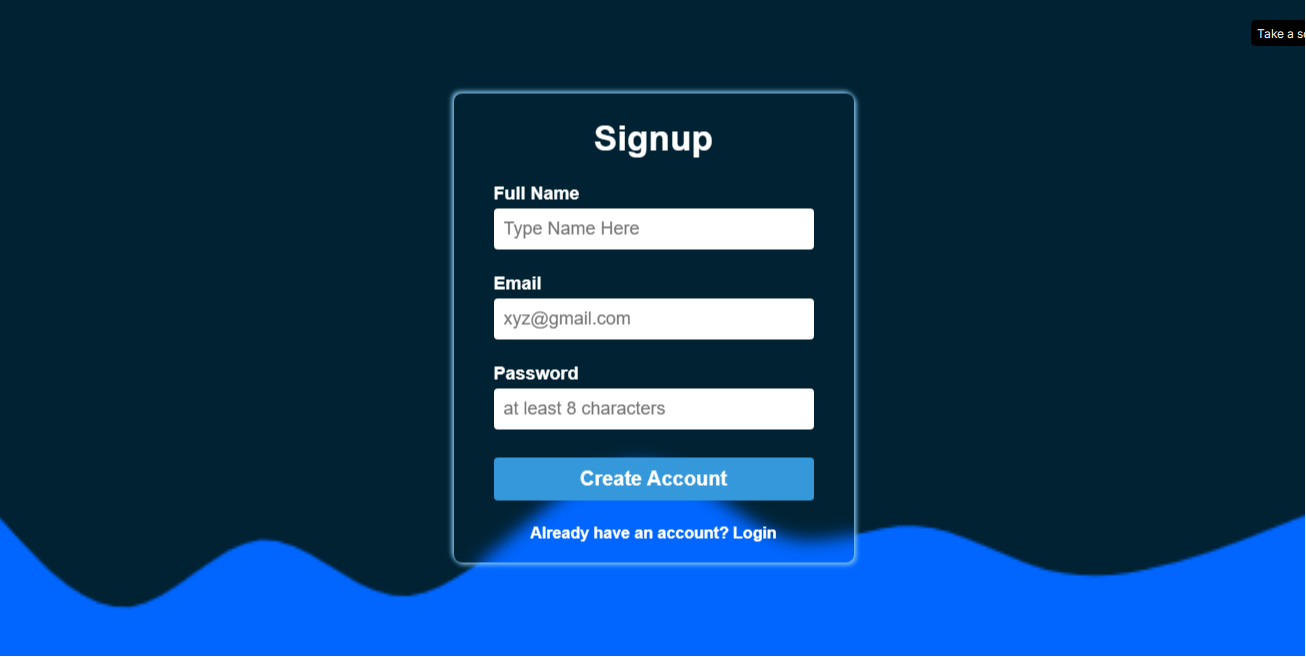 Take a
Signup
Full Name
Type Name Here
Email
xyz@gmail.com
Password
at least 8 characters
Create Account
Already have an account? Login